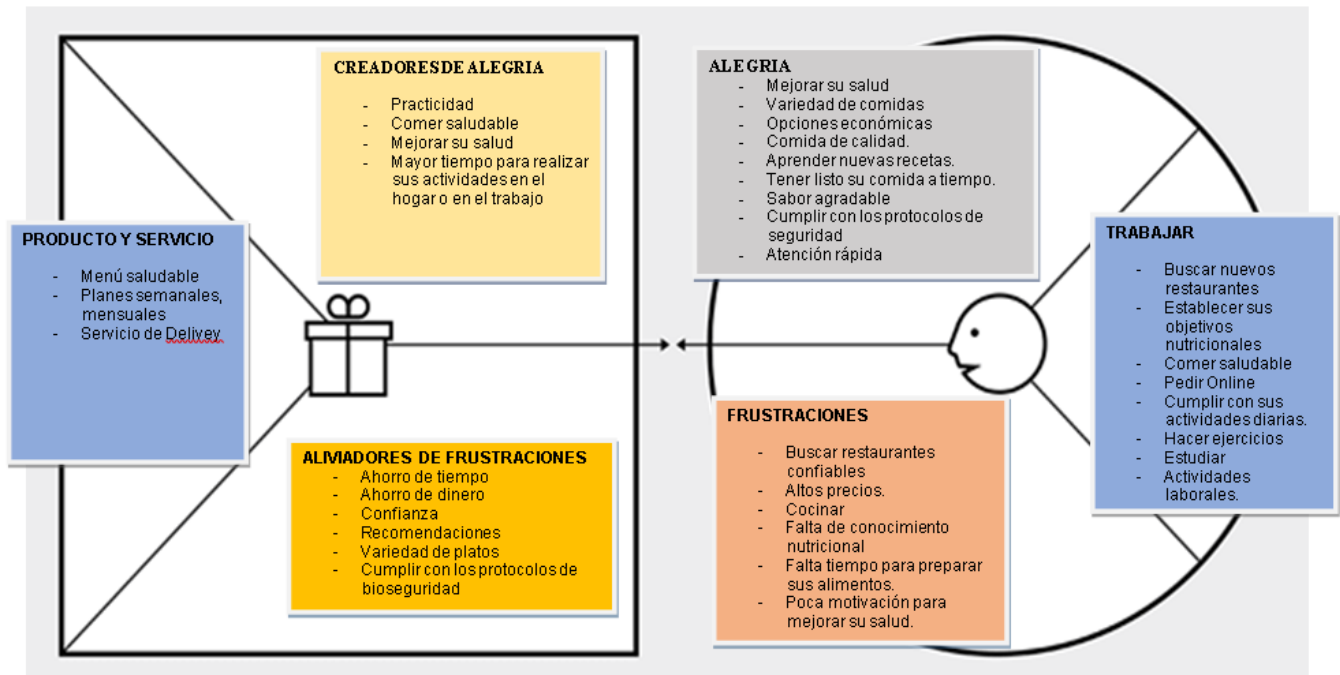 CREADORES DE ALEGRIA
- Practicidad
- Comer saludable
- Mejorar su salud
- Mayor tiempo para realizar
sus actividades en el
hogar o en el trabajo
ALEGRIA
- Mejorar su salud
- Variedad de comidas
- Opciones económicas
- Comida de calidad.
- Aprender nuevas recetas.
- Tener listo su comida a tiempo.
- Sabor agradable
- Cumplir con los protocolos de
seguridad
- Atención rápida
PRODUCTO Y SERVICIO
- Menú saludable
- Planes semanales,
mensuales
- Servicio de Delivey
TRABAJAR
- Buscar nuevos
restaurantes
- Establecer sus
objetivos
nutricionales
- Comer saludable
- Pedir Online
- Cumplir con sus
actividades diarias.
- Hacer ejercicios
- Estudiar
- Actividades
laborales.
ALIVIADORES DE FRUSTRACIONES
- Ahorro de tiempo
- Ahorro de dinero
- Confianza
- Recomendaciones
- Variedad de platos
- Cumplir con los protocolos de
bioseguridad
FRUSTRACIONES
- Buscar restaurantes
confiables
- Altos precios.
- Cocinar
- Falta de conocimiento
nutricional
- Falta tiempo para preparar
sus alimentos.
- Poca motivación para
mejorar su salud.